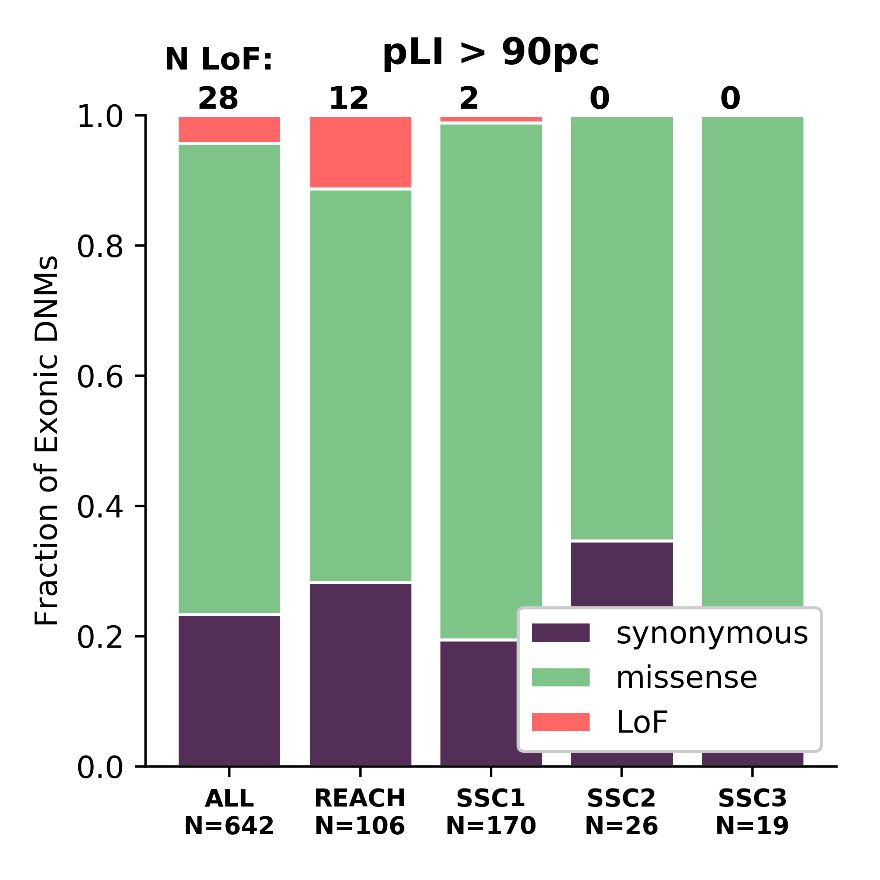 N LoF:
pLI > 90pc
28 12 2 0 0
1.0
0.8
0.6
0.4
0.2
0.0
Fraction of Exonic DNMs
synonymous
missense
LoF
ALL REACH SSC1 SSC2 SSC3
N=642 N=106 N=170 N=26 N=19